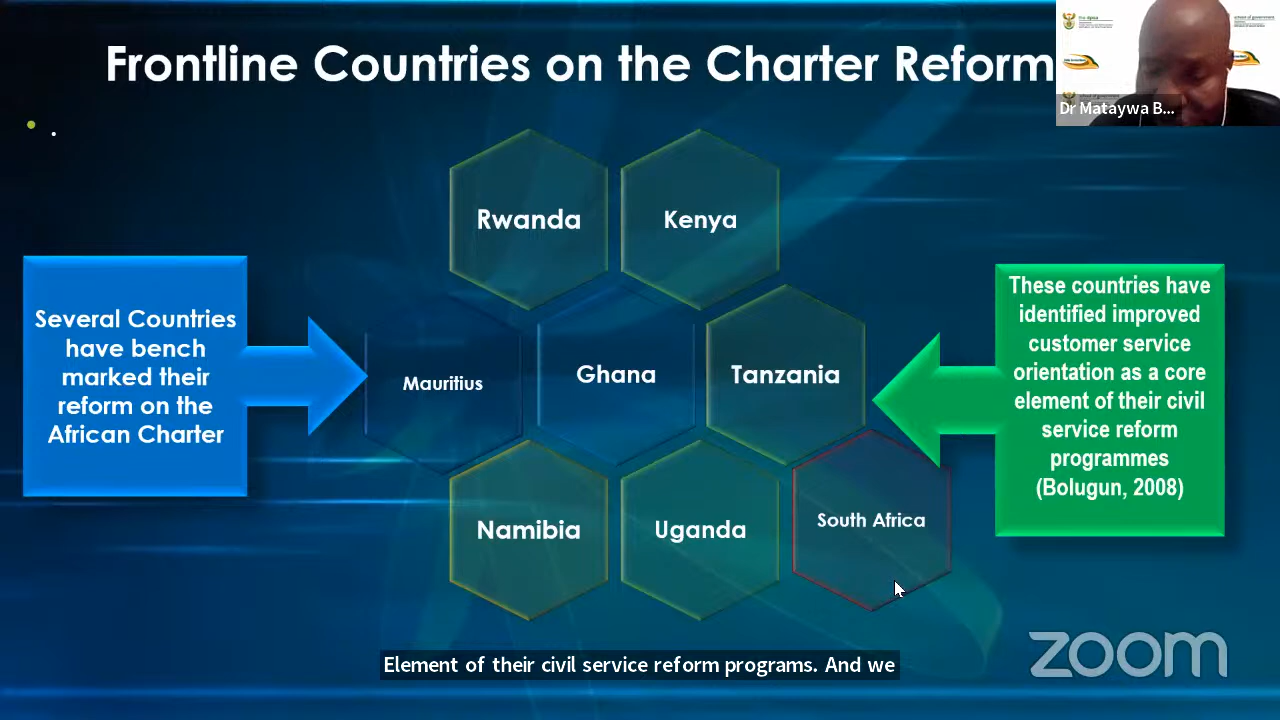 Frontline Countries on the Charter Reform
Dr Mataywa B...
Rwanda
Kenya
Several Countries
have bench
marked their
reform on the
African Charter
Mauritius
Ghana
Tanzania
These countries have
identified improved
customer service
orientation as a core
element of their civil
service reform
programmes
(Bolugun, 2008)
Namibia
Uganda
South Africa
Element of their civil service reform programs. And we
zoom